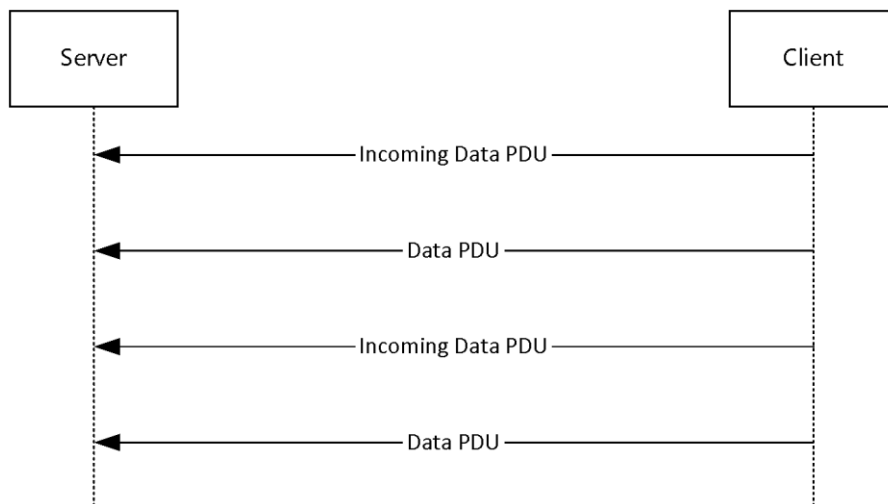 Server
Client
Incoming Data PDU
Data PDU
Incoming Data PDU
Data PDU